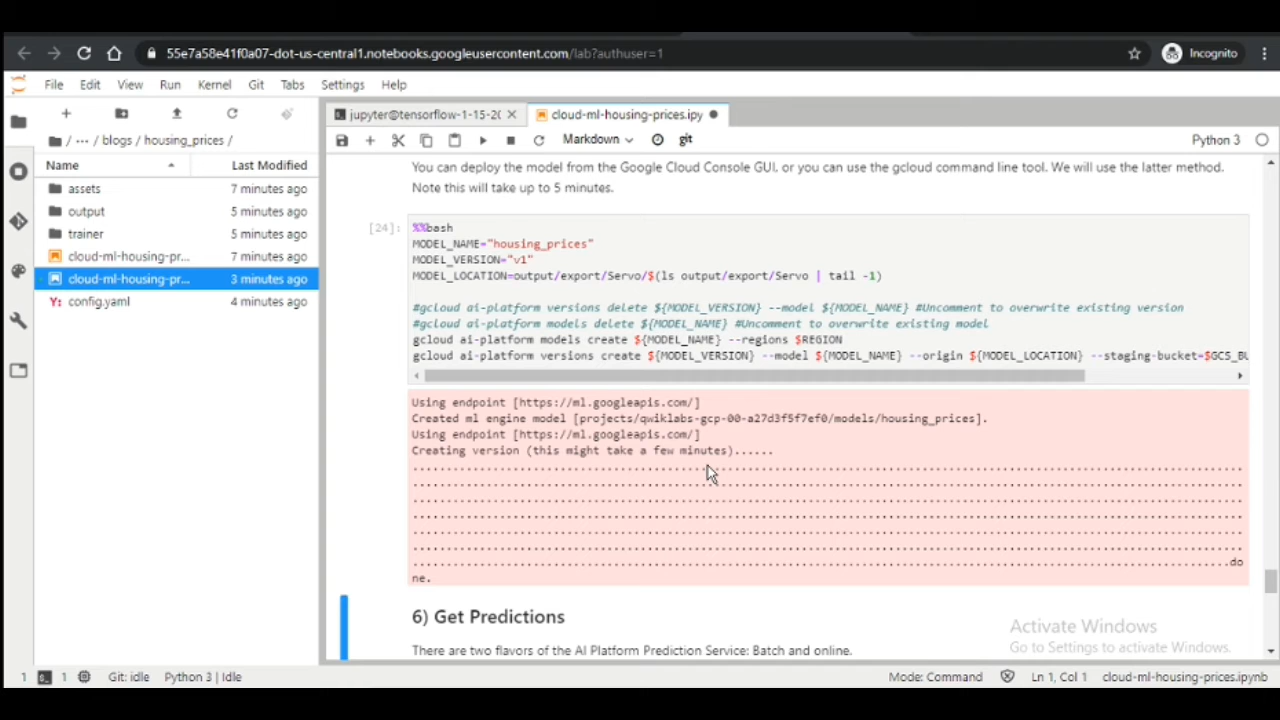 55e7a58e41f0a07-dot-us-central1.notebooks.googleusercontent.com/lab?authuser=1
Incognito
File Edit View Run Kernel Git Tabs Settings Help
jupyter@tensorflow-1-15-20
cloud-ml-housing-prices.ipy
/ ··· / blogs / housing_prices /
Markdown
git
Python 3
Name Last Modified
assets 7 minutes ago
output 5 minutes ago
trainer 5 minutes ago
cloud-ml-housing-pr... 7 minutes ago
cloud-ml-housing-pr... 3 minutes ago
Y: config.yaml 4 minutes ago
You can deploy the model from the Google Cloud Console GUI, or you can use the gcloud command line tool. We will use the latter method.
Note this will take up to 5 minutes.
[24]:
%%bash
MODEL_NAME="housing_prices"
MODEL_VERSION="v1"
MODEL_LOCATION=output/export/Servo/$(ls output/export/Servo | tail -1)
#gcloud ai-platform versions delete ${MODEL_VERSION} --model ${MODEL_NAME} #Uncomment to overwrite existing version
#gcloud ai-platform models delete ${MODEL_NAME} #Uncomment to overwrite existing model
gcloud ai-platform models create ${MODEL_NAME} --regions $REGION
gcloud ai-platform versions create ${MODEL_VERSION} --model ${MODEL_NAME} --origin ${MODEL_LOCATION} --staging-bucket=$GCS_BU
Using endpoint [https://ml.googleapis.com/]
Created ml engine model [projects/qwiklabs-gcp-00-a27d3f5f7ef0/models/housing_prices].
Using endpoint [https://ml.googleapis.com/]
Creating version (this might take a few minutes)......
do
ne.
6) Get Predictions
There are two flavors of the AI Platform Prediction Service: Batch and online.
Activate Windows
Go to Settings to activate Windows.
1 1 Git: idle Python 3 | Idle
Mode: Command Ln 1, Col 1 cloud-ml-housing-prices.ipynb